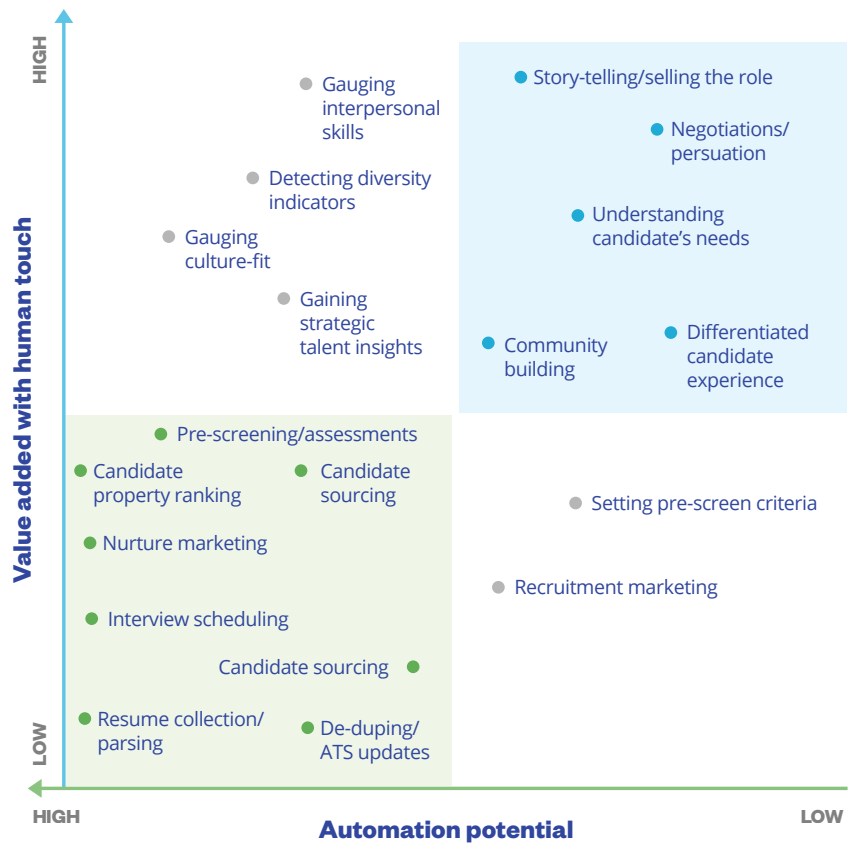 HIGH
Value added with human touch
LOW
Gauging
interpersonal
skills
Detecting diversity
indicators
Gauging
culture-fit
Gaining
strategic
talent insights
Story-telling/selling the role
Negotiations/
persuation
Understanding
candidate’s needs
Community
building
Differentiated
candidate
experience
Pre-screening/assessments
Candidate
property ranking
Candidate
sourcing
Nurture marketing
Interview scheduling
Candidate sourcing
Resume collection/
parsing
De-duping/
ATS updates
Setting pre-screen criteria
Recruitment marketing
HIGH
Automation potential
LOW